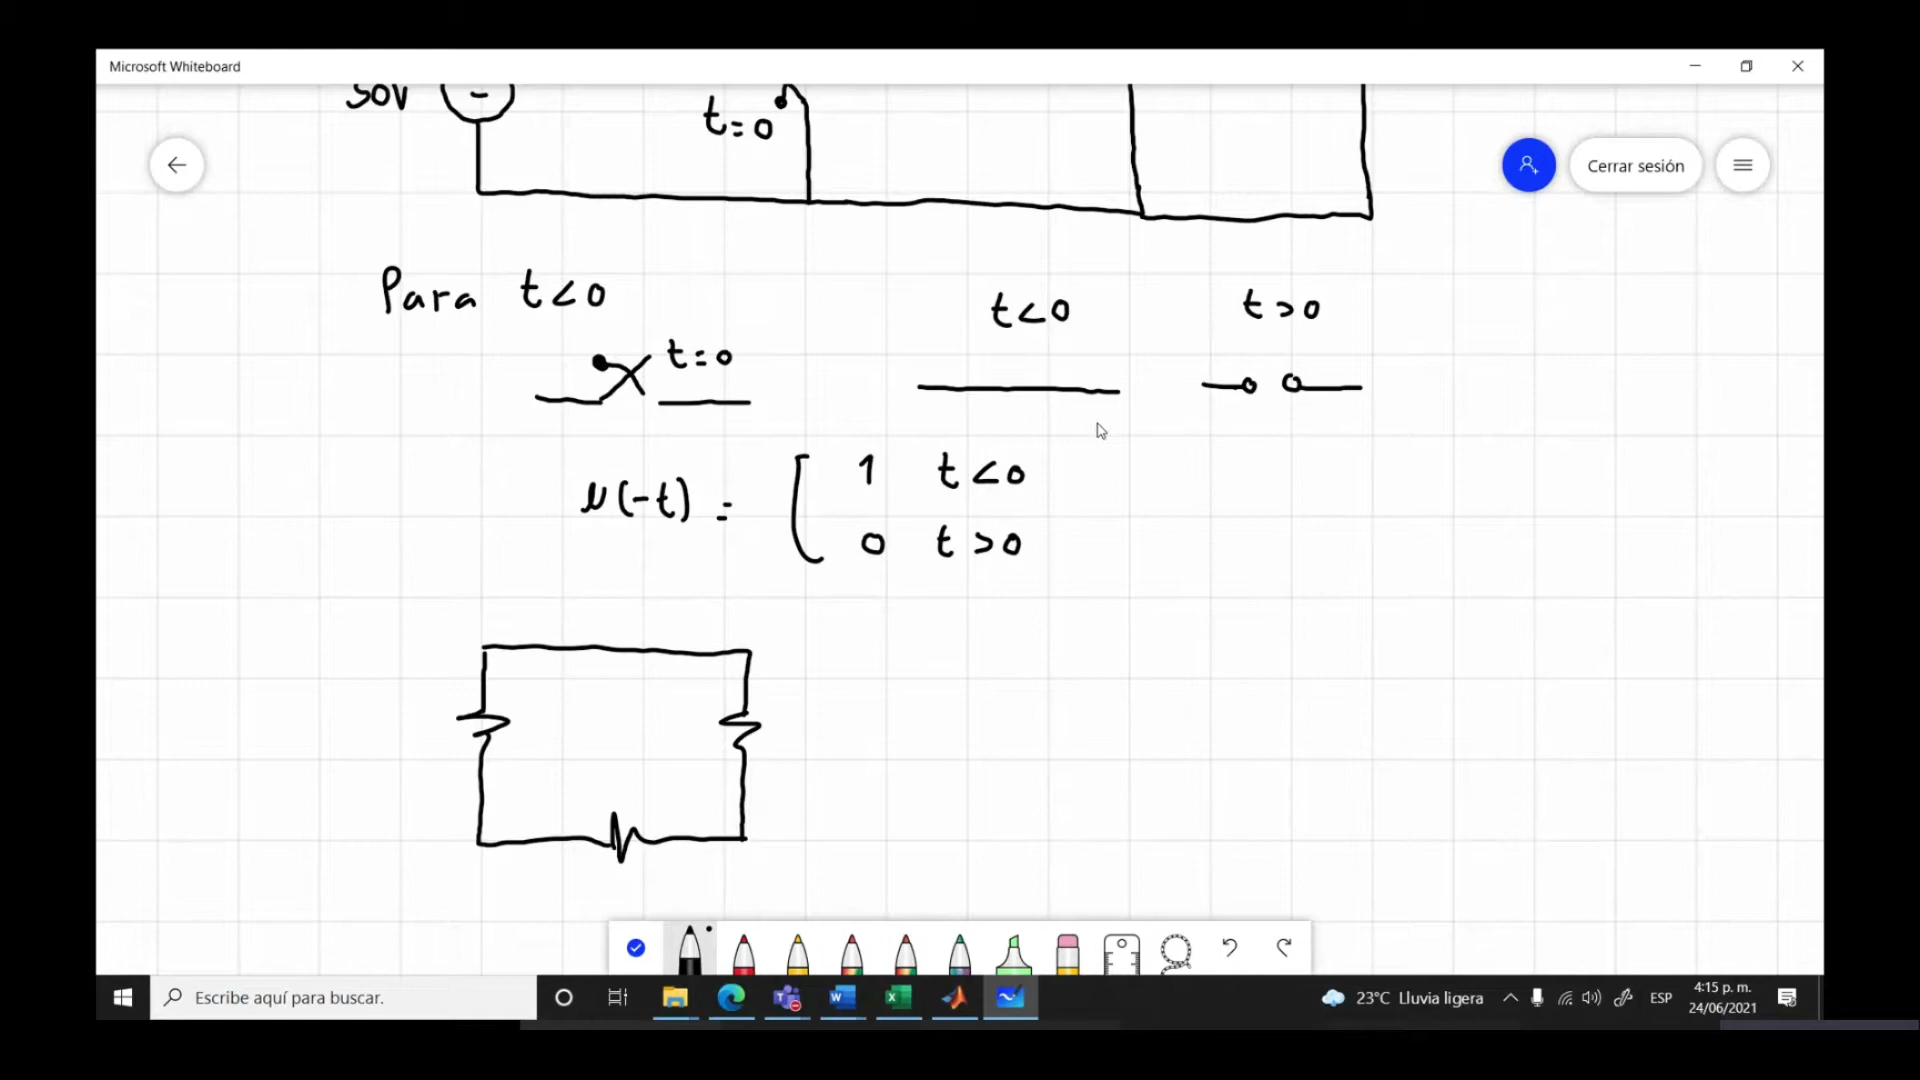 Microsoft Whiteboard
t=0
Cerrar sesión
Para t<0
t<0 t>0
t=0
1 t<0
μ(-t) =
0 t>0
Escribe aquí para buscar.
23°C Lluvia ligera
ESP
4:15 p. m.
24/06/2021